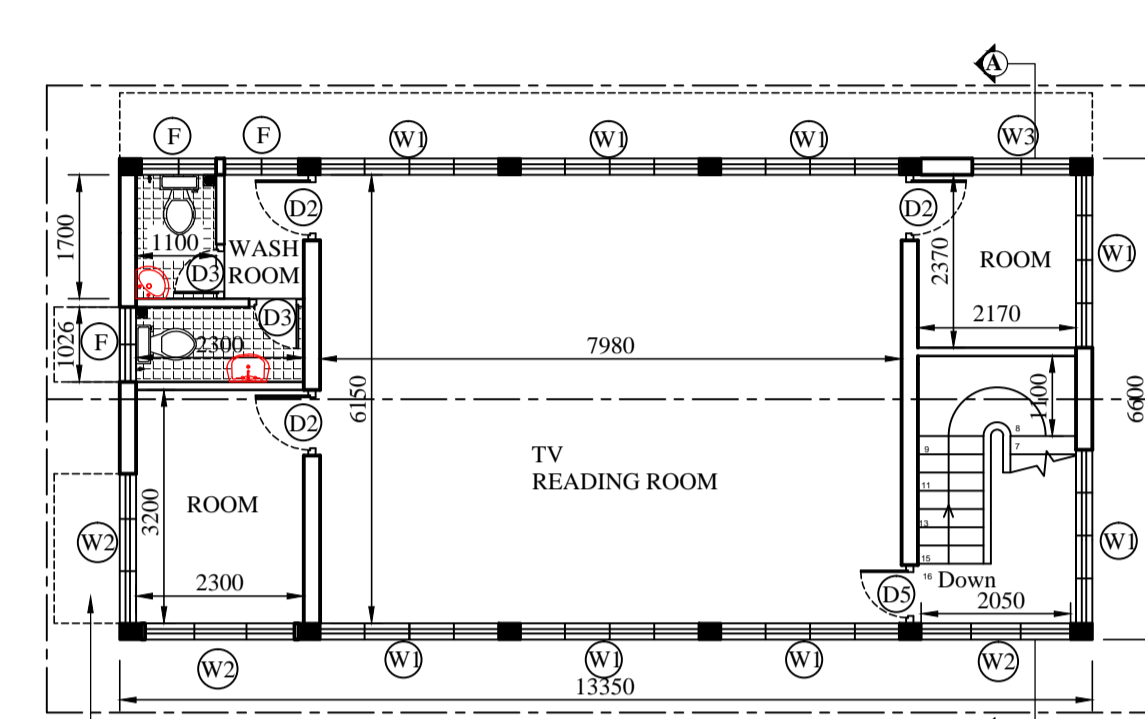 A
F
F
W1
W1
W1
W3
1700
1100
WASH
ROOM
D2
D3
D2
2370
ROOM
W1
2170
F
1026
2300
D3
7980
6150
1100
6600
D2
TV
READING ROOM
8
7
9
11
13
15
16
ROOM
3200
W2
2300
Down
D5
2050
W1
W2
W1
W1
W1
W2
13350